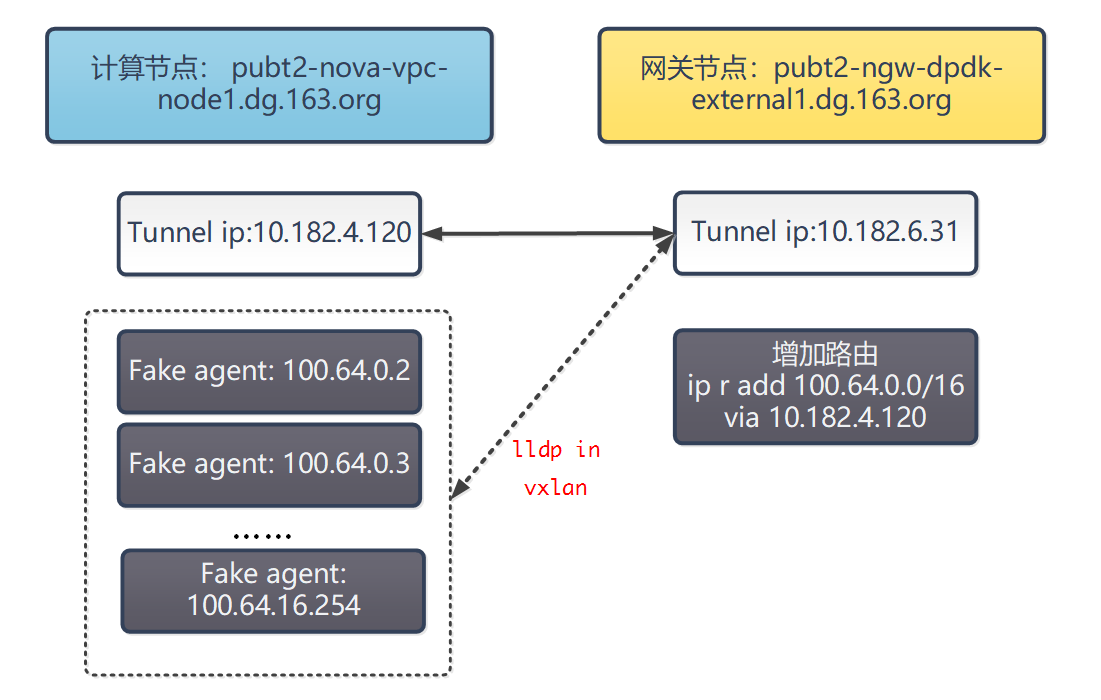 计算节点： pubt2-nova-vpc-
node1.dg.163.org
网关节点：pubt2-ngw-dpdk-
external1.dg.163.org
Tunnel ip:10.182.4.120
Tunnel ip:10.182.6.31
Fake agent: 100.64.0.2
增加路由
ip r add 100.64.0.0/16
via 10.182.4.120
Fake agent: 100.64.0.3
lldp in
vxlan
……
Fake agent:
100.64.16.254